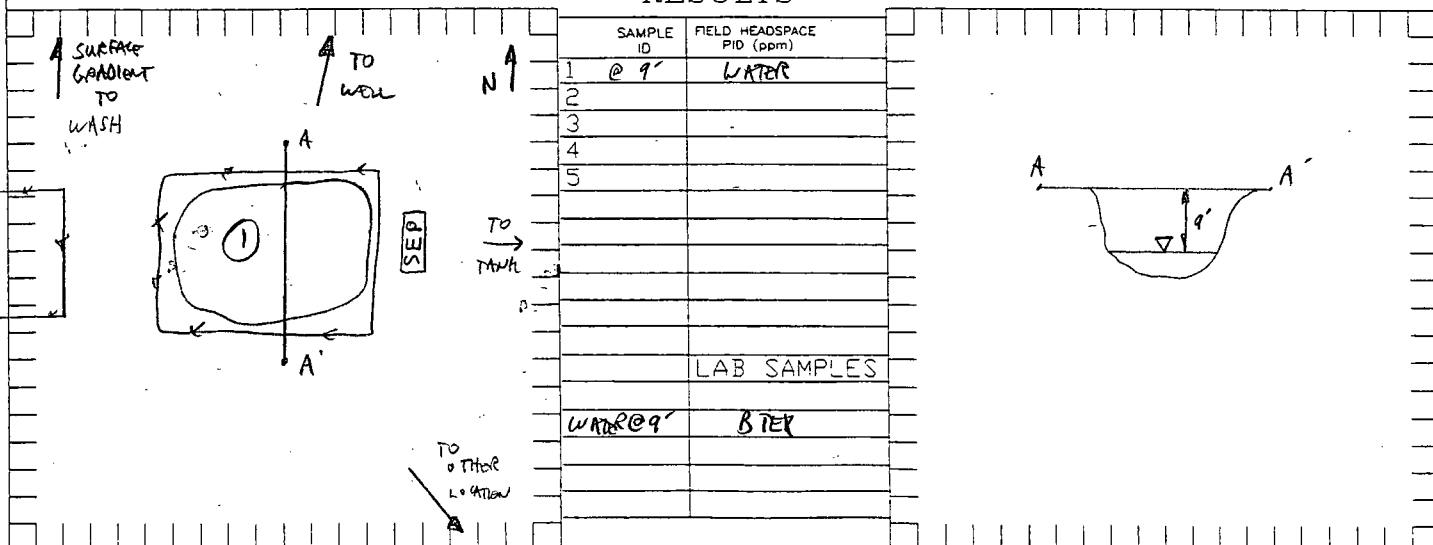 RESULTS
SURFACE
GRADIENT
TO
WASH
TO
WELL
N
A
1
SEP
TO
TANK
A'
TO
OTHER
LOCATION
SAMPLE ID
FIELD HEADSPACE PID (ppm)
1 @ 9' WATER
2
3
4
5
LAB SAMPLES
WATER@9' BTEX
A
A'
9'